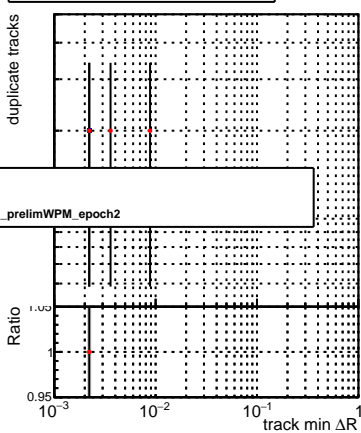 duplicate tracks
_prelimWPM_epoch2
1.05
Ratio
1
0.95
10⁻³ 10⁻² 10⁻¹ 1
track min ΔR